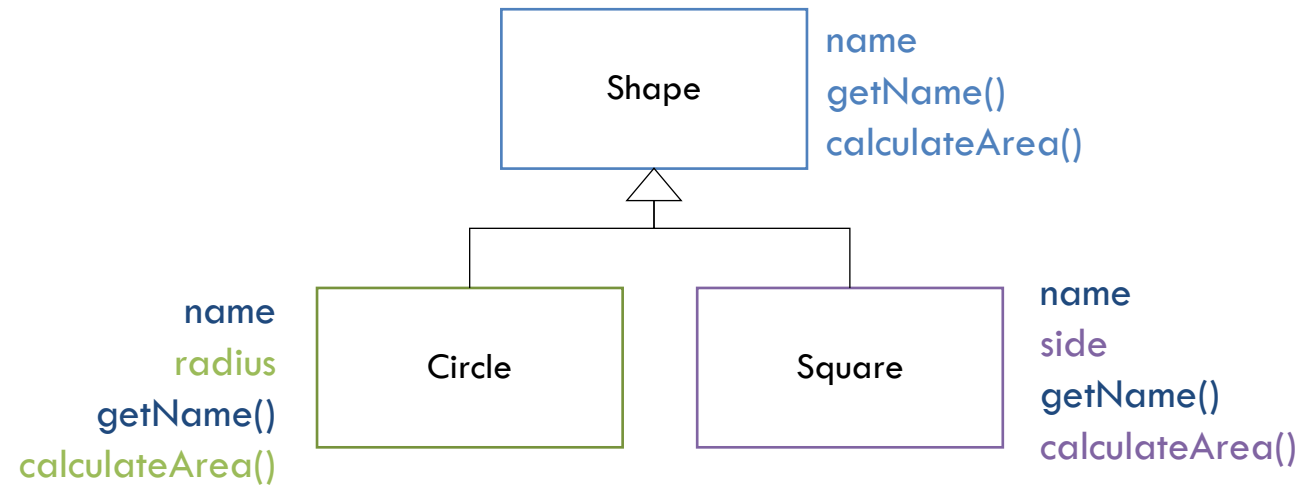 Shape
name
getName()
calculateArea()
name
radius
getName()
calculateArea()
Circle
Square
name
side
getName()
calculateArea()